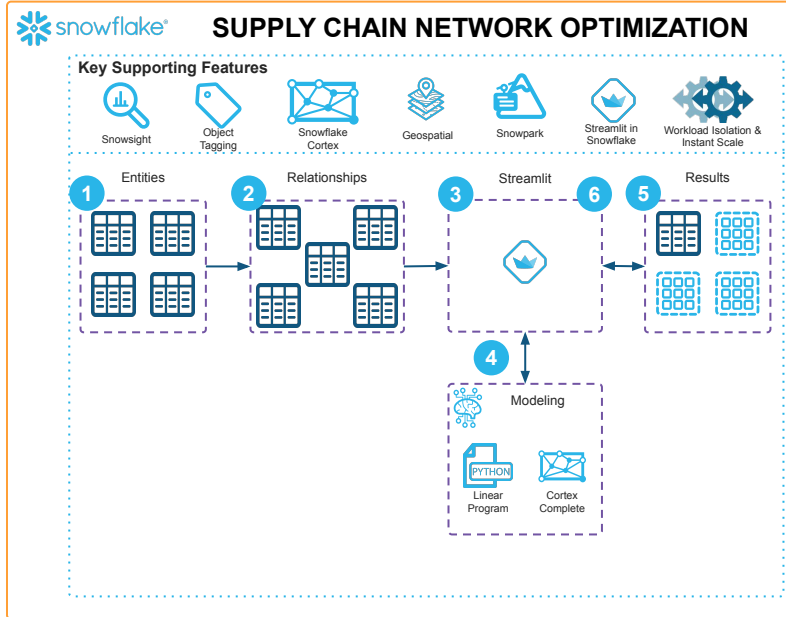 snowflake®
SUPPLY CHAIN NETWORK OPTIMIZATION
Key Supporting Features
Snowsight
Object
Tagging
Snowflake
Cortex
Geospatial
Snowpark
Streamlit in
Snowflake
Workload Isolation &
Instant Scale
Entities
Relationships
Streamlit
Results
1
2
3
6
5
4
Modeling
PYTHON
Linear
Program
Cortex
Complete